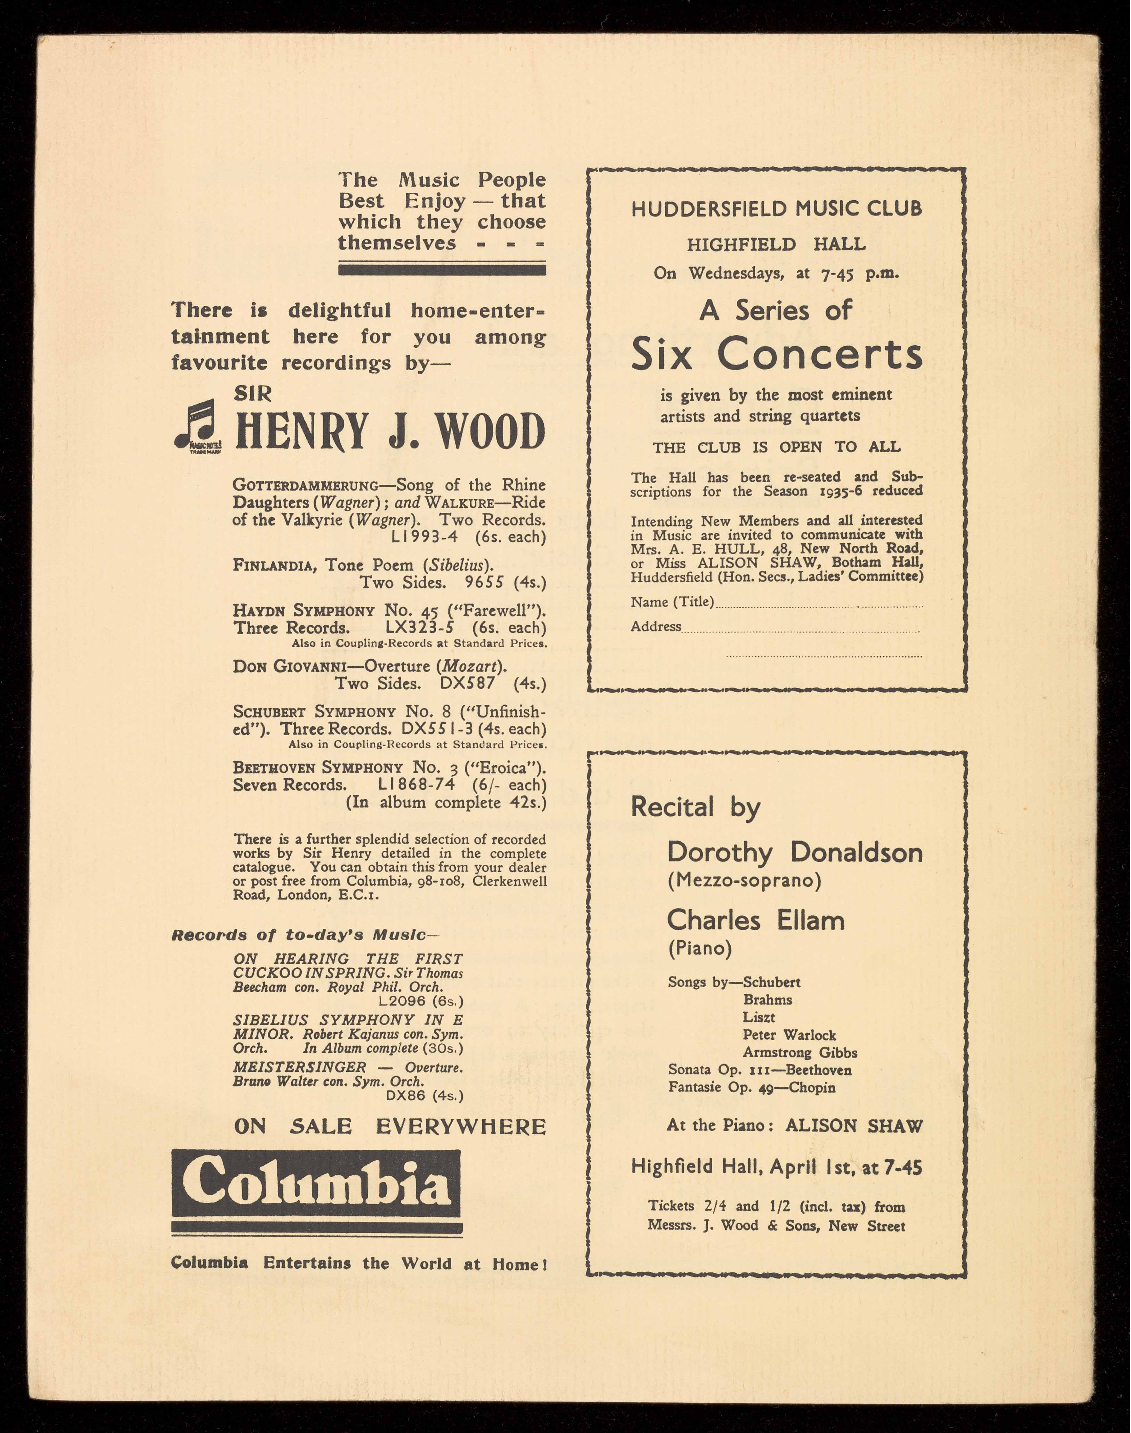 The Music People
Best Enjoy — that
which they choose
themselves - - -
There is delightful home-enter-
tainment here for you among
favourite recordings by—
SIR
HENRY J. WOOD
MAGIC NOTES
TRADE MARK
GOTTERDAMMERUNG—Song of the Rhine
Daughters (Wagner) ; and WALKURE—Ride
of the Valkyrie (Wagner). Two Records.
L1993-4 (6s. each)
FINLANDIA, Tone Poem (Sibelius).
Two Sides. 9655 (4s.)
HAYDN SYMPHONY No. 45 ("Farewell").
Three Records. LX323-5 (6s. each)
Also in Coupling-Records at Standard Prices.
DON GIOVANNI—Overture (Mozart).
Two Sides. DX587 (4s.)
SCHUBERT SYMPHONY No. 8 ("Unfinish-
ed"). Three Records. DX551-3 (4s. each)
Also in Coupling-Records at Standard Prices.
BEETHOVEN SYMPHONY No. 3 ("Eroica").
Seven Records. L1868-74 (6/- each)
(In album complete 42s.)
There is a further splendid selection of recorded
works by Sir Henry detailed in the complete
catalogue. You can obtain this from your dealer
or post free from Columbia, 98-108, Clerkenwell
Road, London, E.C.1.
Records of to-day's Music—
ON HEARING THE FIRST
CUCKOO IN SPRING. Sir Thomas
Beecham con. Royal Phil. Orch.
L2096 (6s.)
SIBELIUS SYMPHONY IN E
MINOR. Robert Kajanus con. Sym.
Orch. In Album complete (30s.)
MEISTERSINGER — Overture.
Bruno Walter con. Sym. Orch.
DX86 (4s.)
ON SALE EVERYWHERE
Columbia
Columbia Entertains the World at Home!
HUDDERSFIELD MUSIC CLUB
HIGHFIELD HALL
On Wednesdays, at 7-45 p.m.
A Series of
Six Concerts
is given by the most eminent
artists and string quartets
THE CLUB IS OPEN TO ALL
The Hall has been re-seated and Sub-
scriptions for the Season 1935-6 reduced
Intending New Members and all interested
in Music are invited to communicate with
Mrs. A. E. HULL, 48, New North Road,
or Miss ALISON SHAW, Botham Hall,
Huddersfield (Hon. Secs., Ladies' Committee)
Name (Title)
Address
Recital by
Dorothy Donaldson
(Mezzo-soprano)
Charles Ellam
(Piano)
Songs by—Schubert
Brahms
Liszt
Peter Warlock
Armstrong Gibbs
Sonata Op. 111—Beethoven
Fantasie Op. 49—Chopin
At the Piano : ALISON SHAW
Highfield Hall, April 1st, at 7-45
Tickets 2/4 and 1/2 (incl. tax) from
Messrs. J. Wood & Sons, New Street